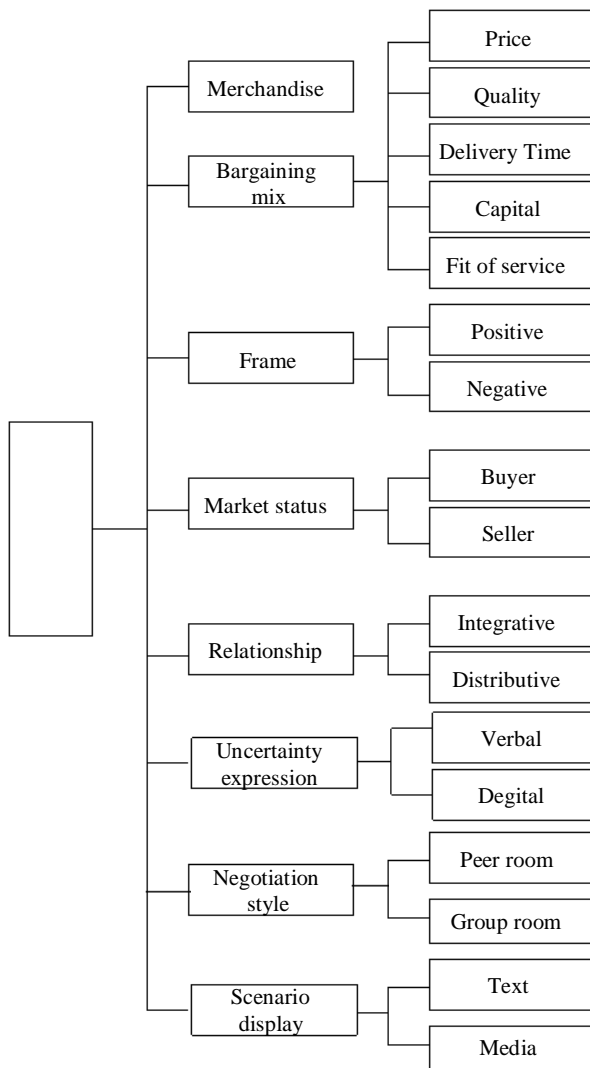 Merchandise
Bargaining
mix
Price
Quality
Delivery Time
Capital
Fit of service
Frame
Positive
Negative
Market status
Buyer
Seller
Relationship
Integrative
Distributive
Uncertainty
expression
Verbal
Degital
Negotiation
style
Peer room
Group room
Scenario
display
Text
Media